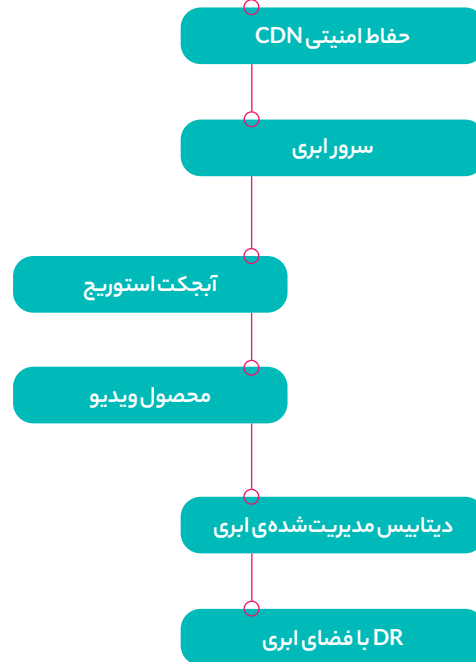 حفاظ امنیتی CDN
سرور ابری
آبجکت استوریج
محصول ویدیو
دیتابیس مدیریت‌شده‌ی ابری
DR با فضای ابری